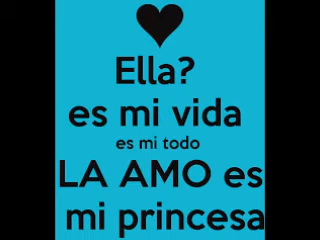 Ella?
es mi vida
es mi todo
LA AMO es
mi princesa